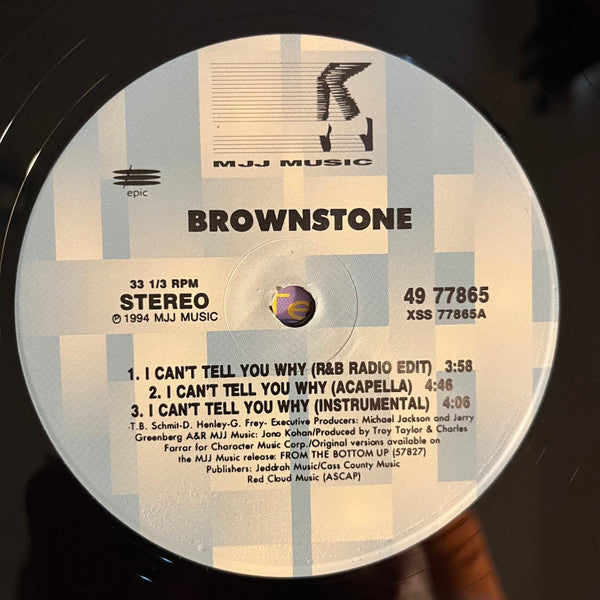 MJJ MUSIC
epic
BROWNSTONE
33 1/3 RPM
STEREO
℗ 1994 MJJ MUSIC
49 77865
XSS 77865A
1. I CAN'T TELL YOU WHY (R&B RADIO EDIT) 3:58
2. I CAN'T TELL YOU WHY (ACAPELLA) 4:46
3. I CAN'T TELL YOU WHY (INSTRUMENTAL) 4:06
-T.B. Schmit-D. Henley-G. Frey- Executive Producers: Michael Jackson and Jerry
Greenberg A&R MJJ Music: Jono Kohan/Produced by Troy Taylor & Charles
Farrar for Character Music Corp./Original versions available on
the MJJ Music release: FROM THE BOTTOM UP (57827)
Publishers: Jeddrah Music/Cass County Music
Red Cloud Music (ASCAP)